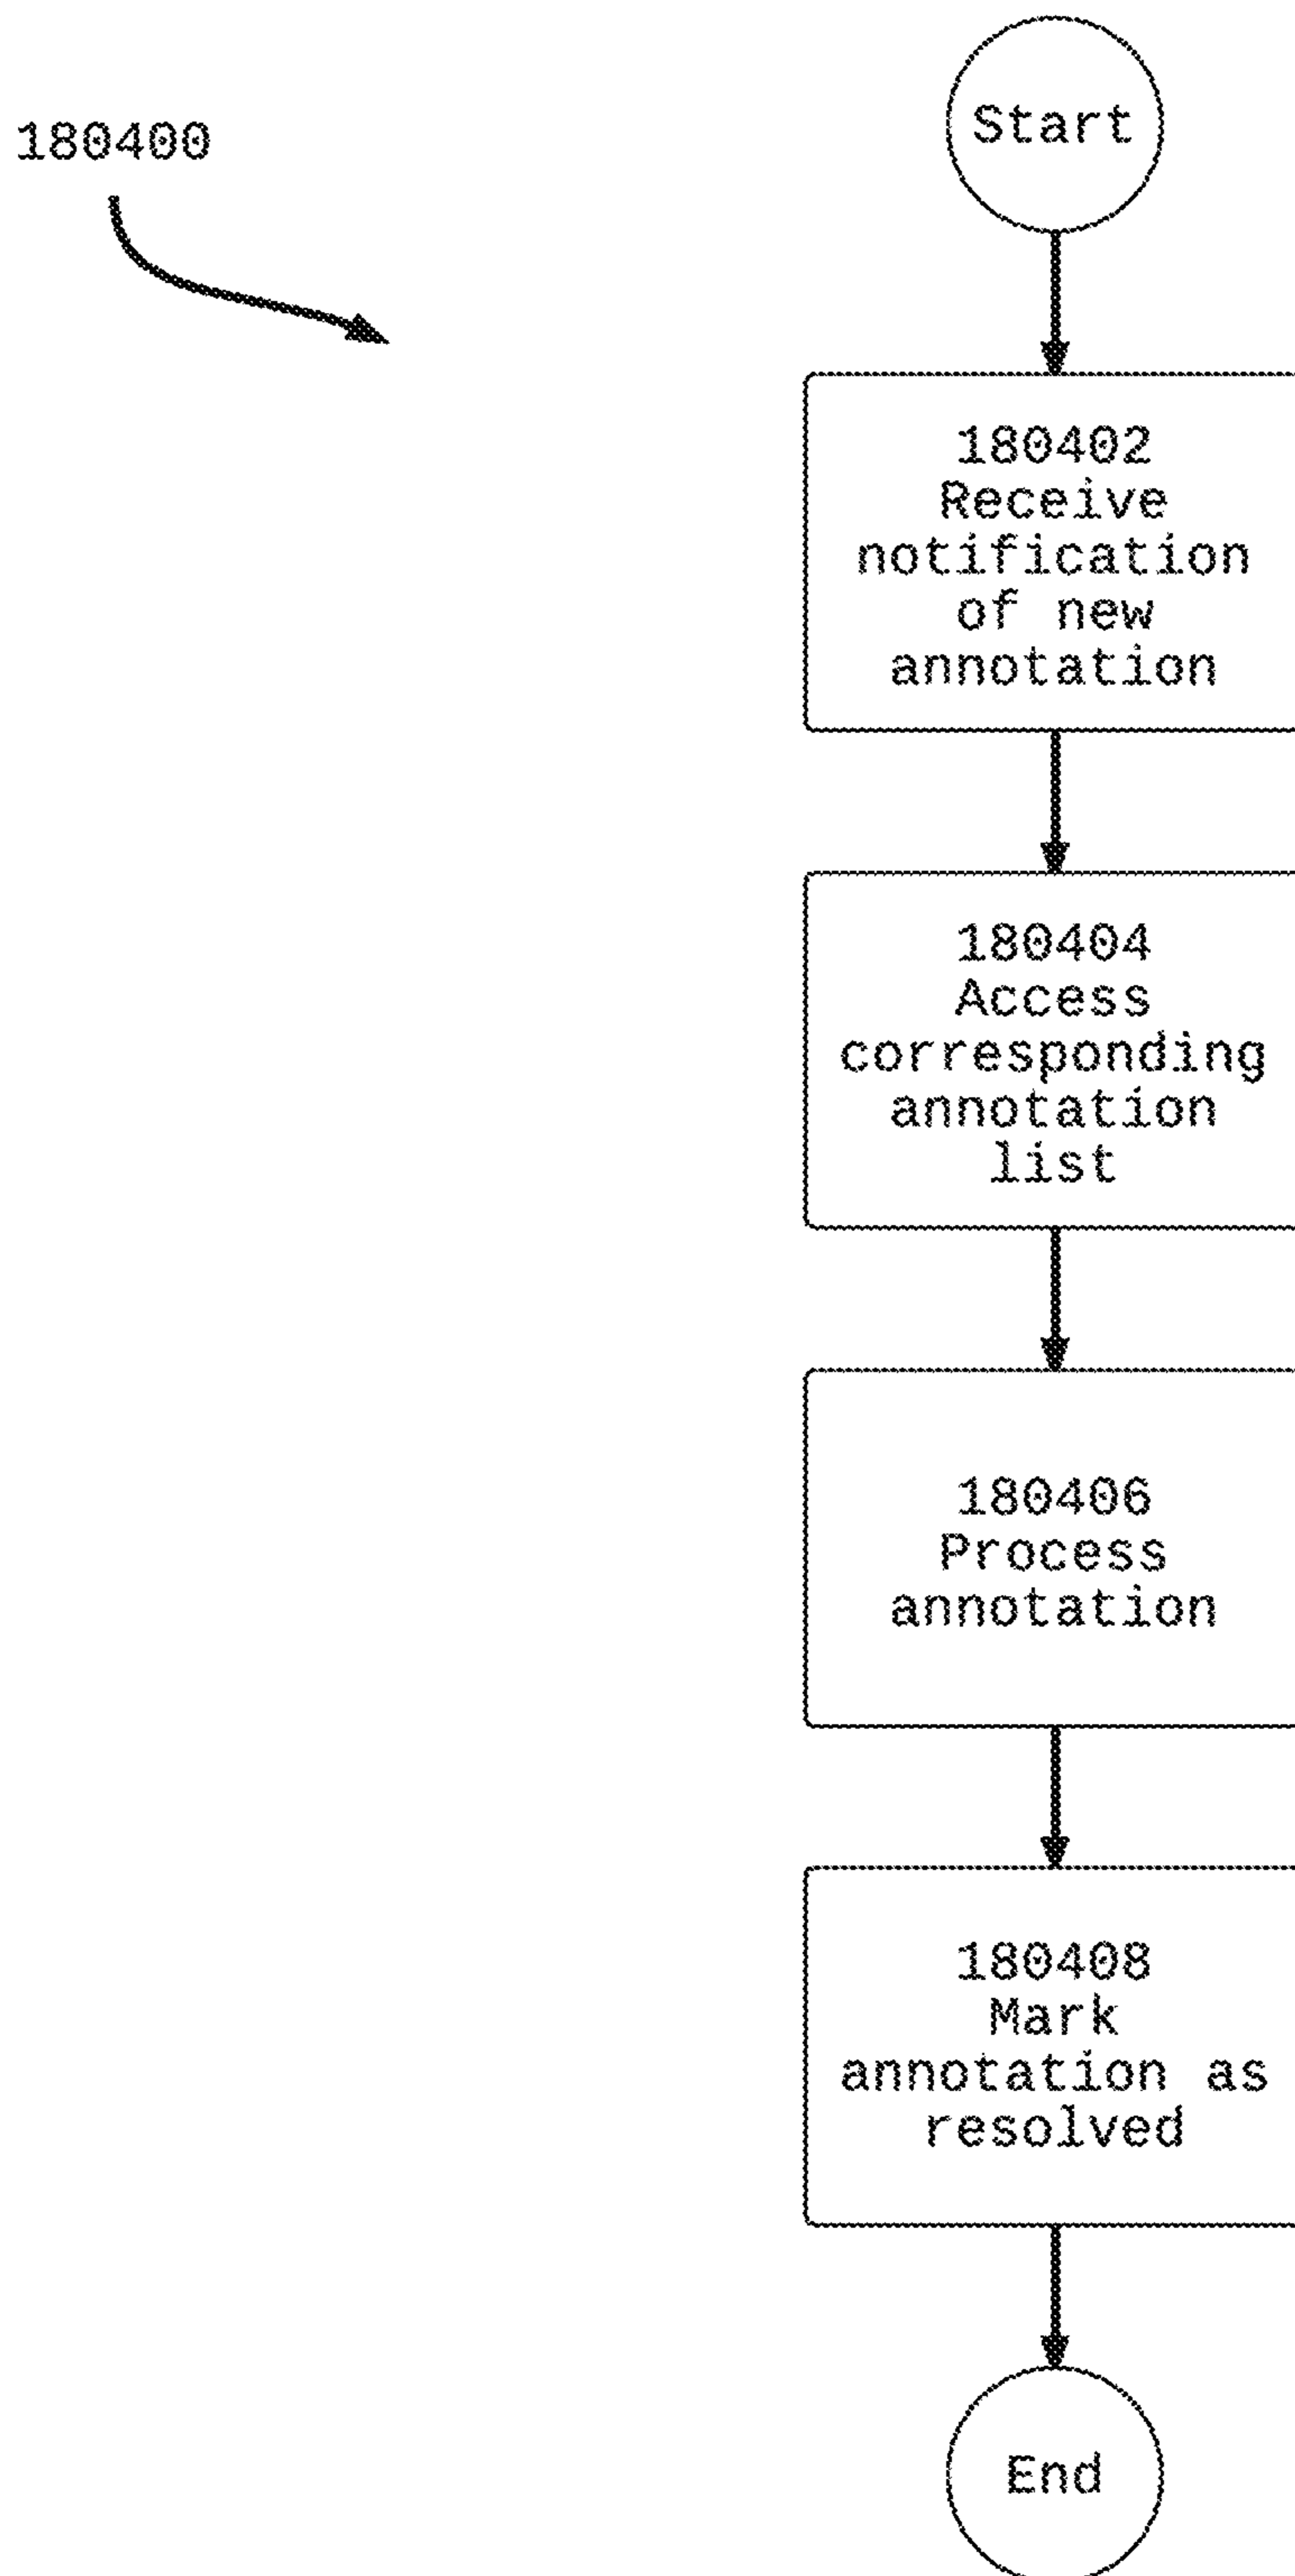 180400
Start
180402
Receive
notification
of new
annotation
180404
Access
corresponding
annotation
list
180406
Process
annotation
180408
Mark
annotation as
resolved
End